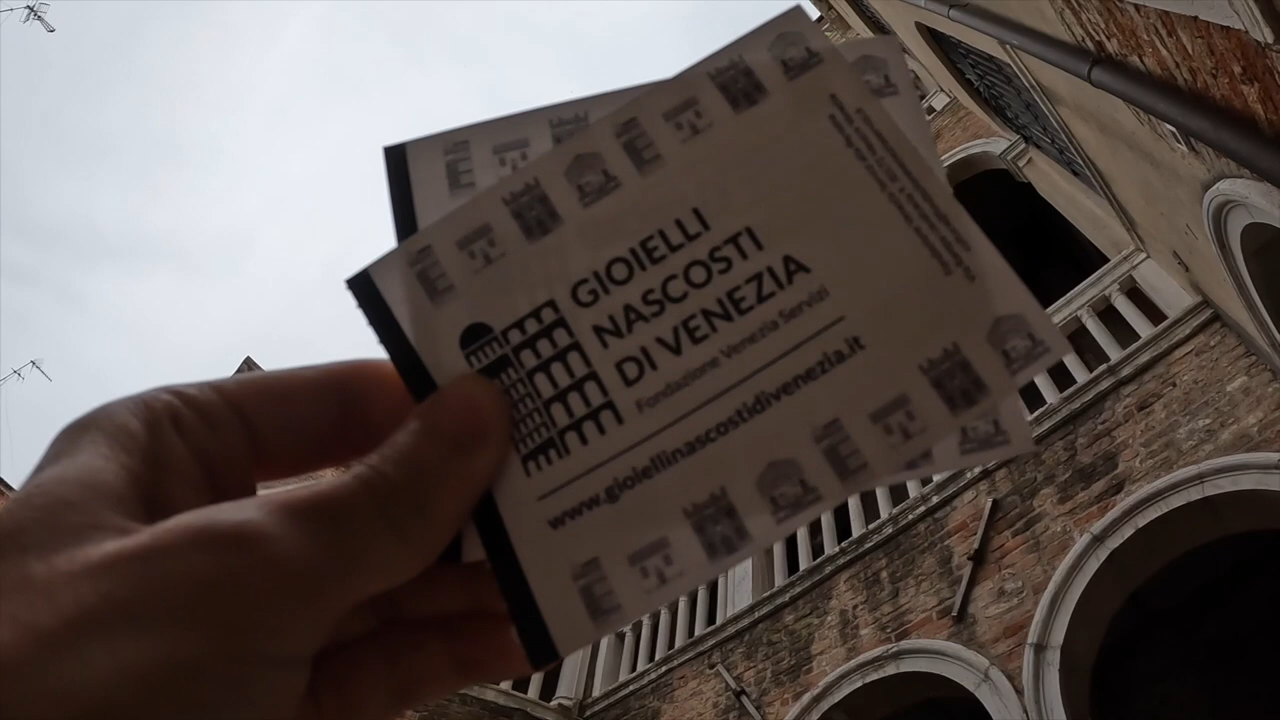 GIOIELLI
NASCOSTI
DI VENEZIA
Fondazione Venezia Servizi
www.gioiellinascostidivenezia.it